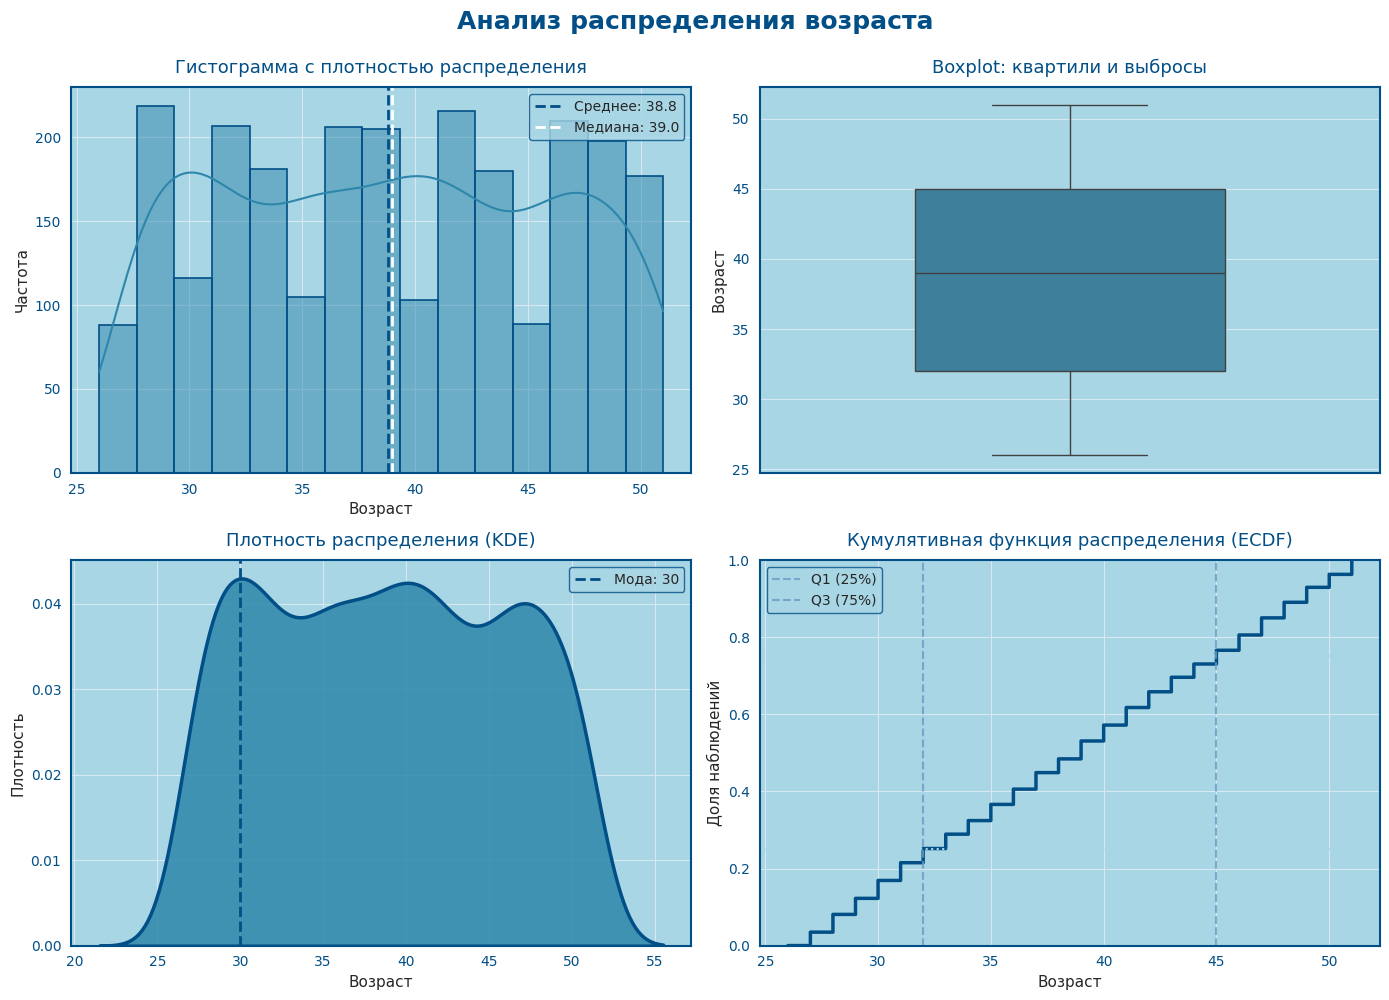 Анализ распределения возраста
Гистограмма с плотностью распределения
Среднее: 38.8
Медиана: 39.0
Частота
200
150
100
50
0
25 30 35 40 45 50
Возраст
Boxplot: квартили и выбросы
Возраст
50
45
40
35
30
25
Плотность распределения (KDE)
Мода: 30
Плотность
0.04
0.03
0.02
0.01
0.00
20 25 30 35 40 45 50 55
Возраст
Кумулятивная функция распределения (ECDF)
Q1 (25%)
Q3 (75%)
Доля наблюдений
1.0
0.8
0.6
0.4
0.2
0.0
25 30 35 40 45 50
Возраст